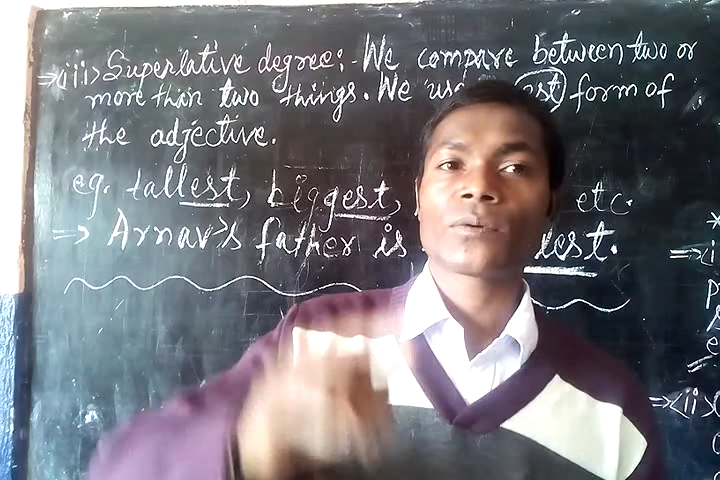 ⇒(iii) Superlative degree:- We compare between two or
more than two things. We use est form of
the adjective.
eg. tallest, biggest, etc.
⇒ Arnav's father is lest.
⇒(i
⇒(ii)